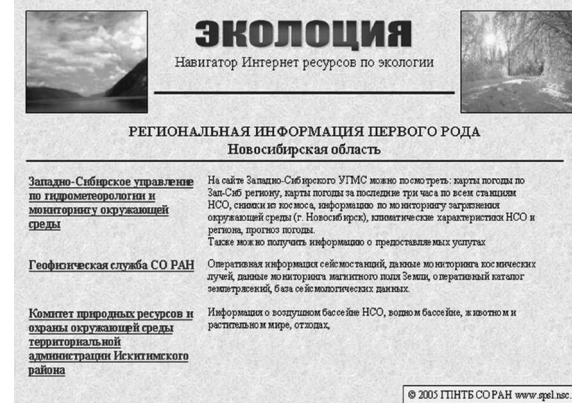 ЭКОЛОЦИЯ
Навигатор Интернет ресурсов по экологии
РЕГИОНАЛЬНАЯ ИНФОРМАЦИЯ ПЕРВОГО РОДА
Новосибирская область
Западно-Сибирское управление
по гидрометеорологии и
мониторингу окружающей
среды
На сайте Западно-Сибирского УГМС можно посмотреть: карты погоды по
Зап-Сиб региону, карты погоды за последние три часа по всем станциям
НСО, снимки из космоса, информацию по мониторингу загрязнения
окружающей среды (г. Новосибирск), климатические характеристики НСО и
региона, прогноз погоды.
Также можно получить информацию о предоставляемых услугах
Геофизическая служба СО РАН
Оперативная информация сейсмостанций, данные мониторинга космических
лучей, данные мониторинга магнитного поля Земли, оперативный каталог
землетрясений, база сейсмологических данных.
Комитет природных ресурсов и
охраны окружающей среды
территориальной
администрации Искитимского
района
Информация о воздушном бассейне НСО, водном бассейне, животном и
растительном мире, отходах,
© 2005 ГПНТБ СО РАН www.spsl.nsc.